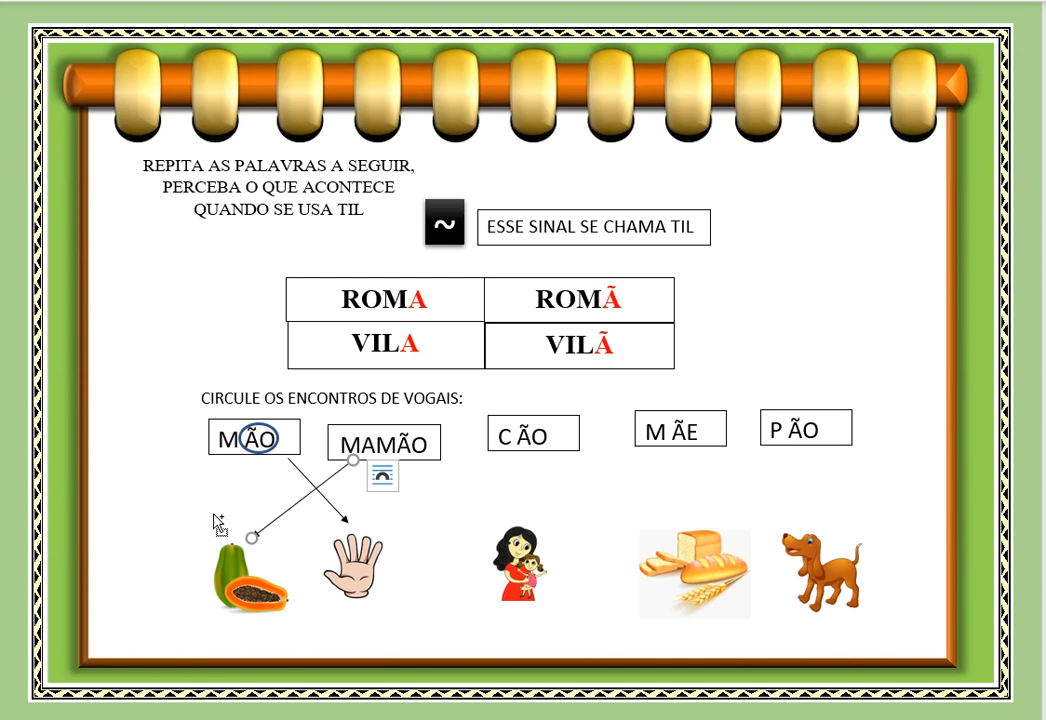 REPITA AS PALAVRAS A SEGUIR,
PERCEBA O QUE ACONTECE
QUANDO SE USA TIL
~ ESSE SINAL SE CHAMA TIL
ROMA ROMÃ
VILA VILÃ
CIRCULE OS ENCONTROS DE VOGAIS:
MÃO MAMÃO C ÃO M ÃE P ÃO